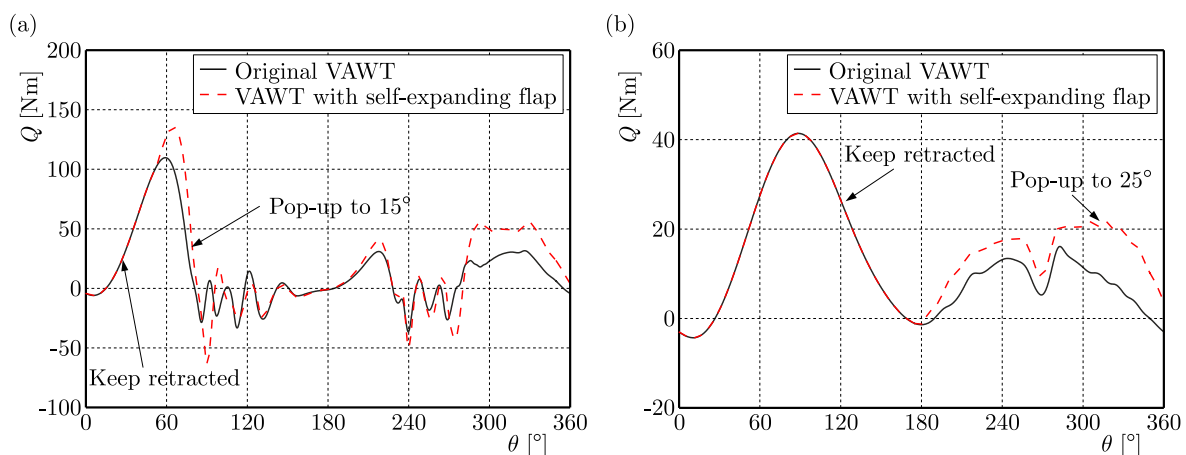 (a)
200
150
100
50
0
-50
-100
Q [Nm]
Original VAWT
VAWT with self-expanding flap
Pop-up to 15°
Keep retracted
0 60 120 180 240 300 360
θ [°]
(b)
60
40
20
0
-20
Q [Nm]
Original VAWT
VAWT with self-expanding flap
Keep retracted
Pop-up to 25°
0 60 120 180 240 300 360
θ [°]